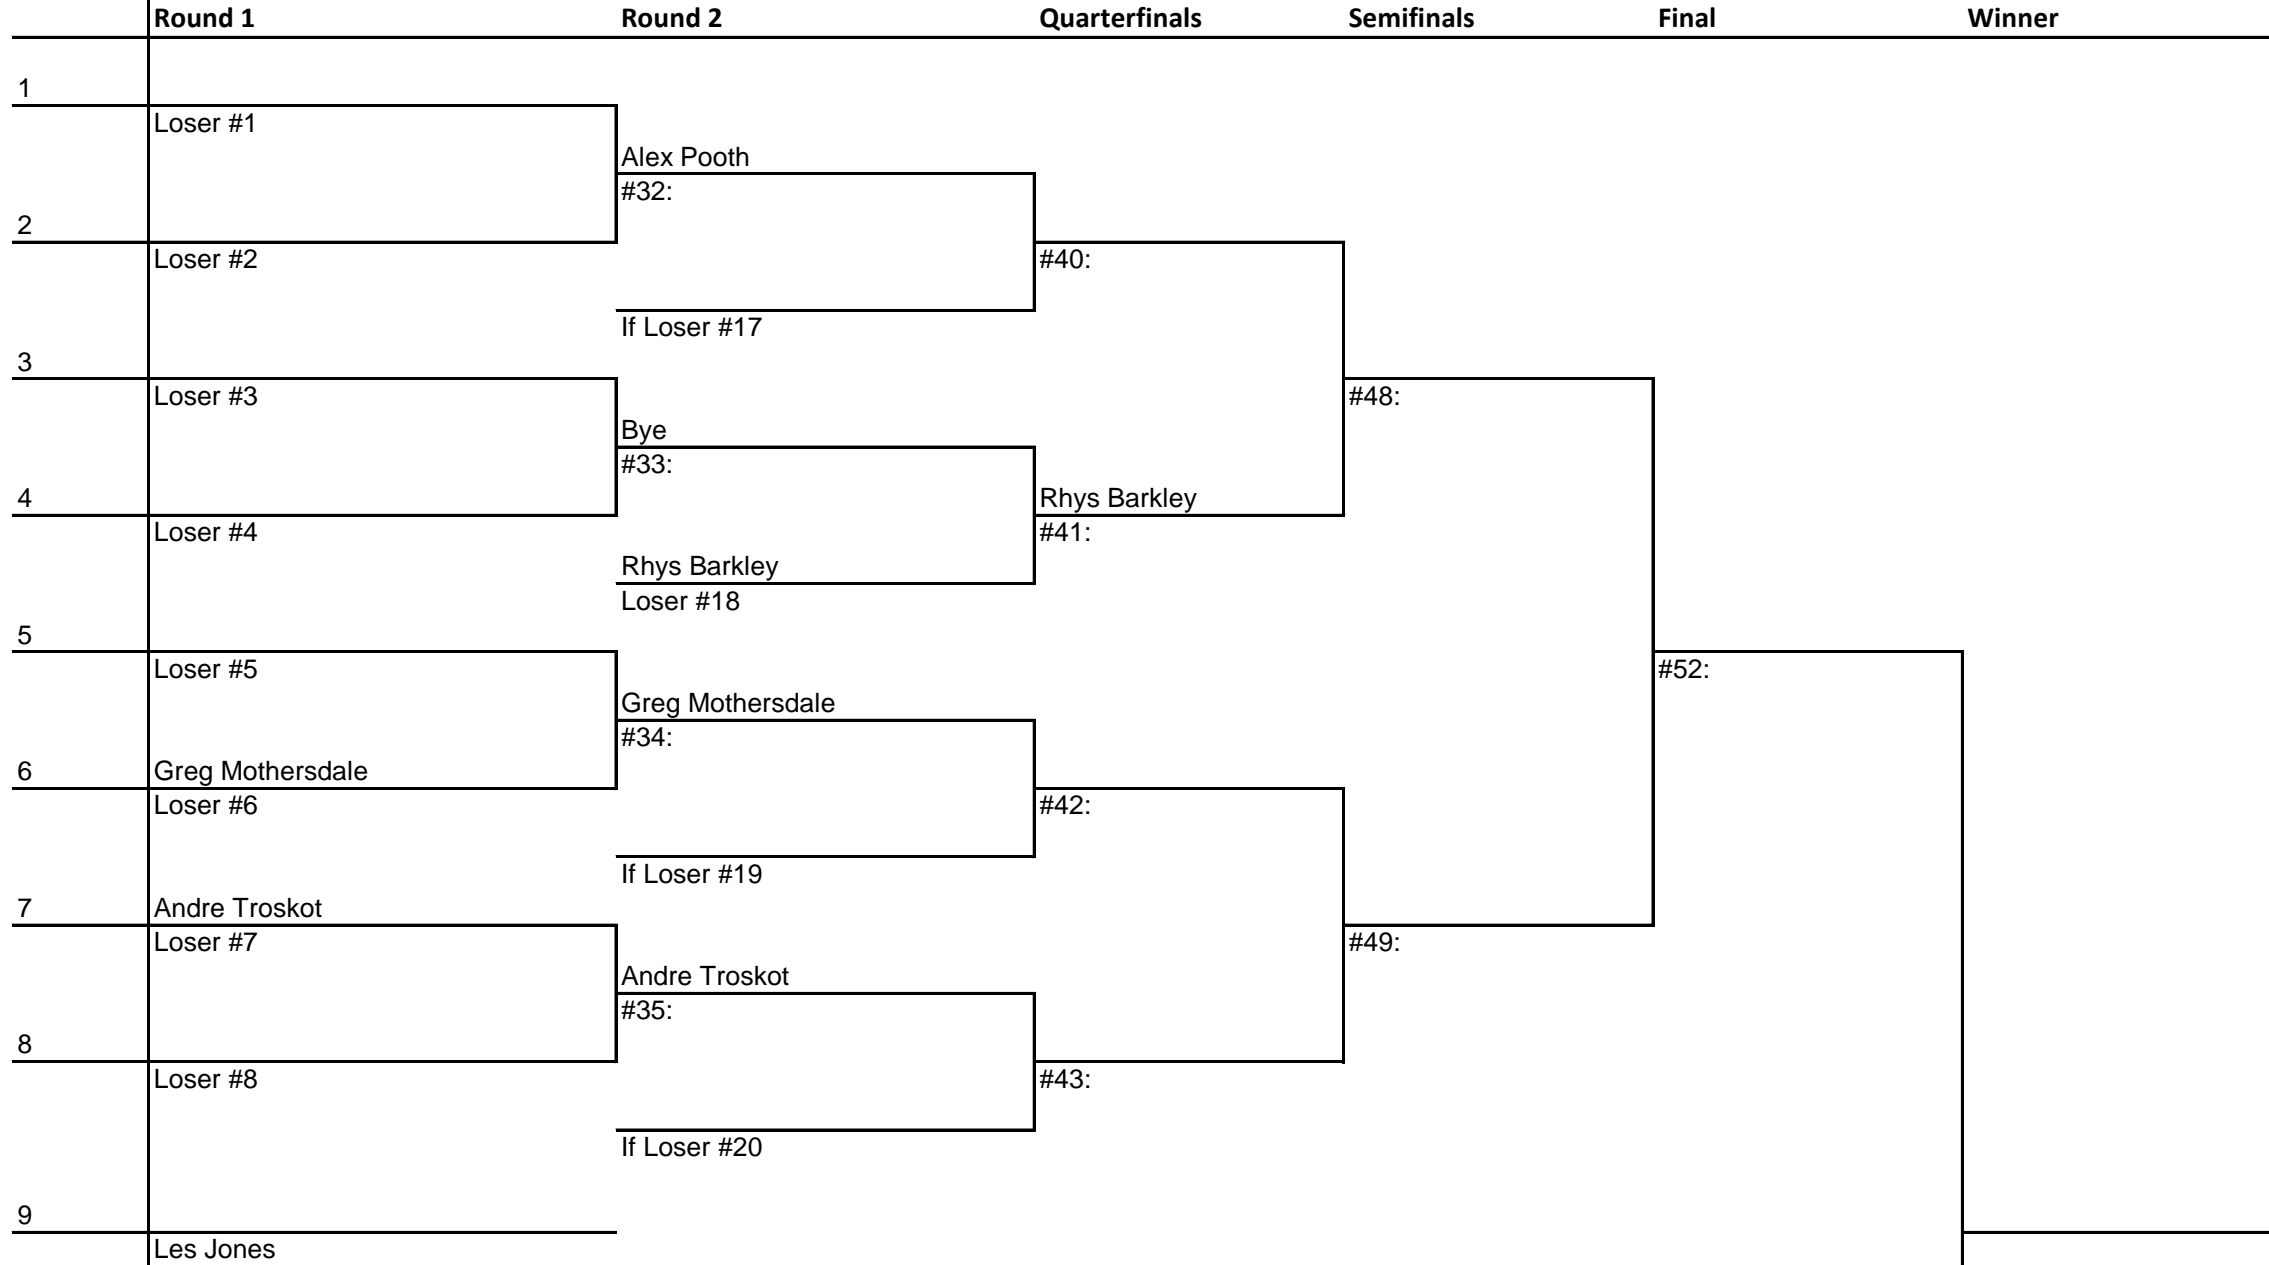 Round 1 Round 2 Quarterfinals Semifinals Final Winner
1
Loser #1
Alex Pooth
#32:
2
Loser #2 #40:
If Loser #17
3
Loser #3 #48:
Bye
#33:
4 Rhys Barkley
Loser #4 #41:
Rhys Barkley
Loser #18
5
Loser #5 #52:
Greg Mothersdale
#34:
6 Greg Mothersdale
Loser #6 #42:
If Loser #19
7 Andre Troskot
Loser #7 #49:
Andre Troskot
#35:
8
Loser #8 #43:
If Loser #20
9
Les Jones